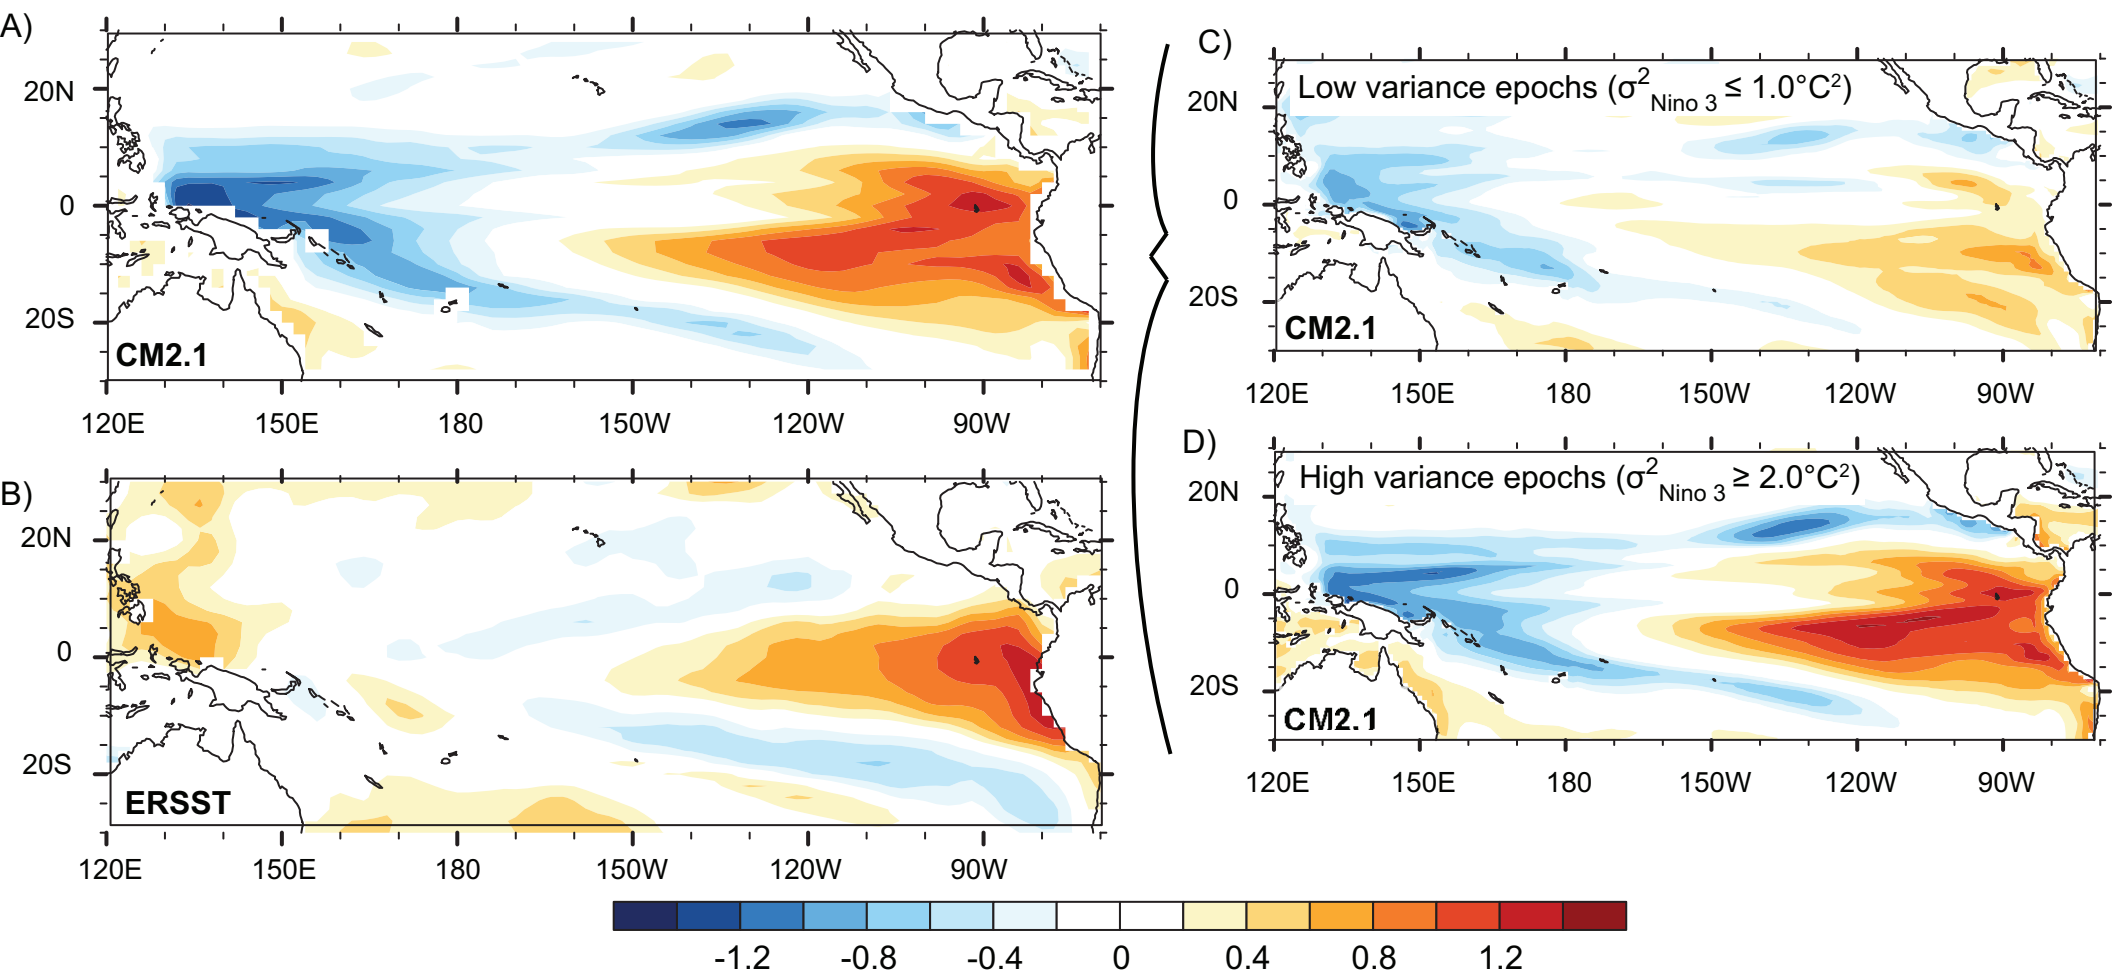 A)
20N
0
20S
CM2.1
120E 150E 180 150W 120W 90W
B)
20N
0
20S
ERSST
120E 150E 180 150W 120W 90W
C)
Low variance epochs (σ²Nino 3 ≤ 1.0°C²)
20N
0
20S
CM2.1
120E 150E 180 150W 120W 90W
D)
High variance epochs (σ²Nino 3 ≥ 2.0°C²)
20N
0
20S
CM2.1
120E 150E 180 150W 120W 90W
-1.2 -0.8 -0.4 0 0.4 0.8 1.2